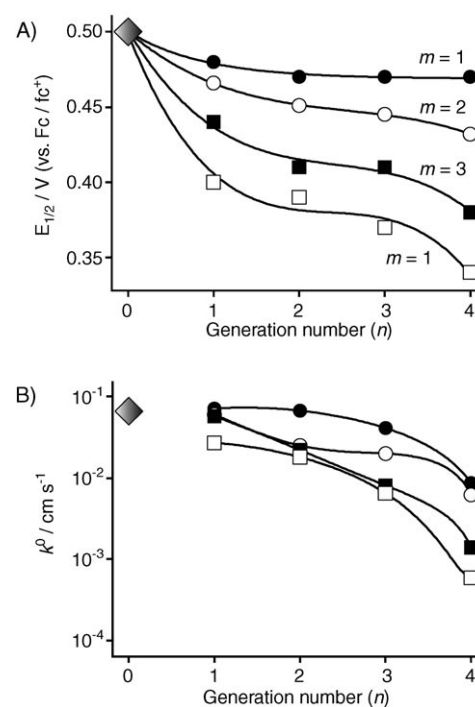 A)
E1/2 / V (vs. Fc / fc+)
0.50
0.45
0.40
0.35
m = 1
m = 2
m = 3
m = 1
0 1 2 3 4
Generation number (n)
B)
k0 / cm s-1
10-1
10-2
10-3
10-4
0 1 2 3 4
Generation number (n)